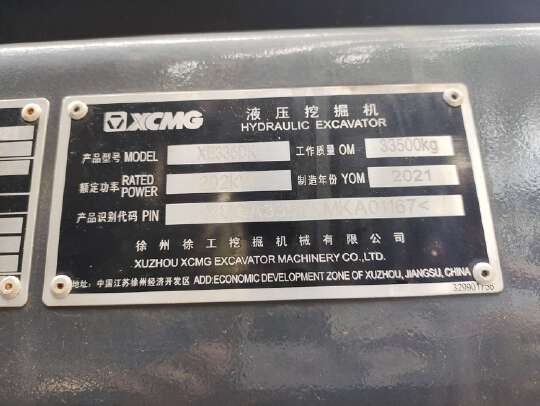 XCMG
液压挖掘机
HYDRAULIC EXCAVATOR
产品型号 MODEL 工作质量 OM 33500kg
额定功率 RATED POWER 制造年份 YOM 2021
产品识别代码 PIN MKA01167<
徐州徐工挖掘机械有限公司
XUZHOU XCMG EXCAVATOR MACHINERY CO.,LTD.
地址: 中国江苏徐州经济开发区 ADD:ECONOMIC DEVELOPMENT ZONE OF XUZHOU, JIANGSU, CHINA